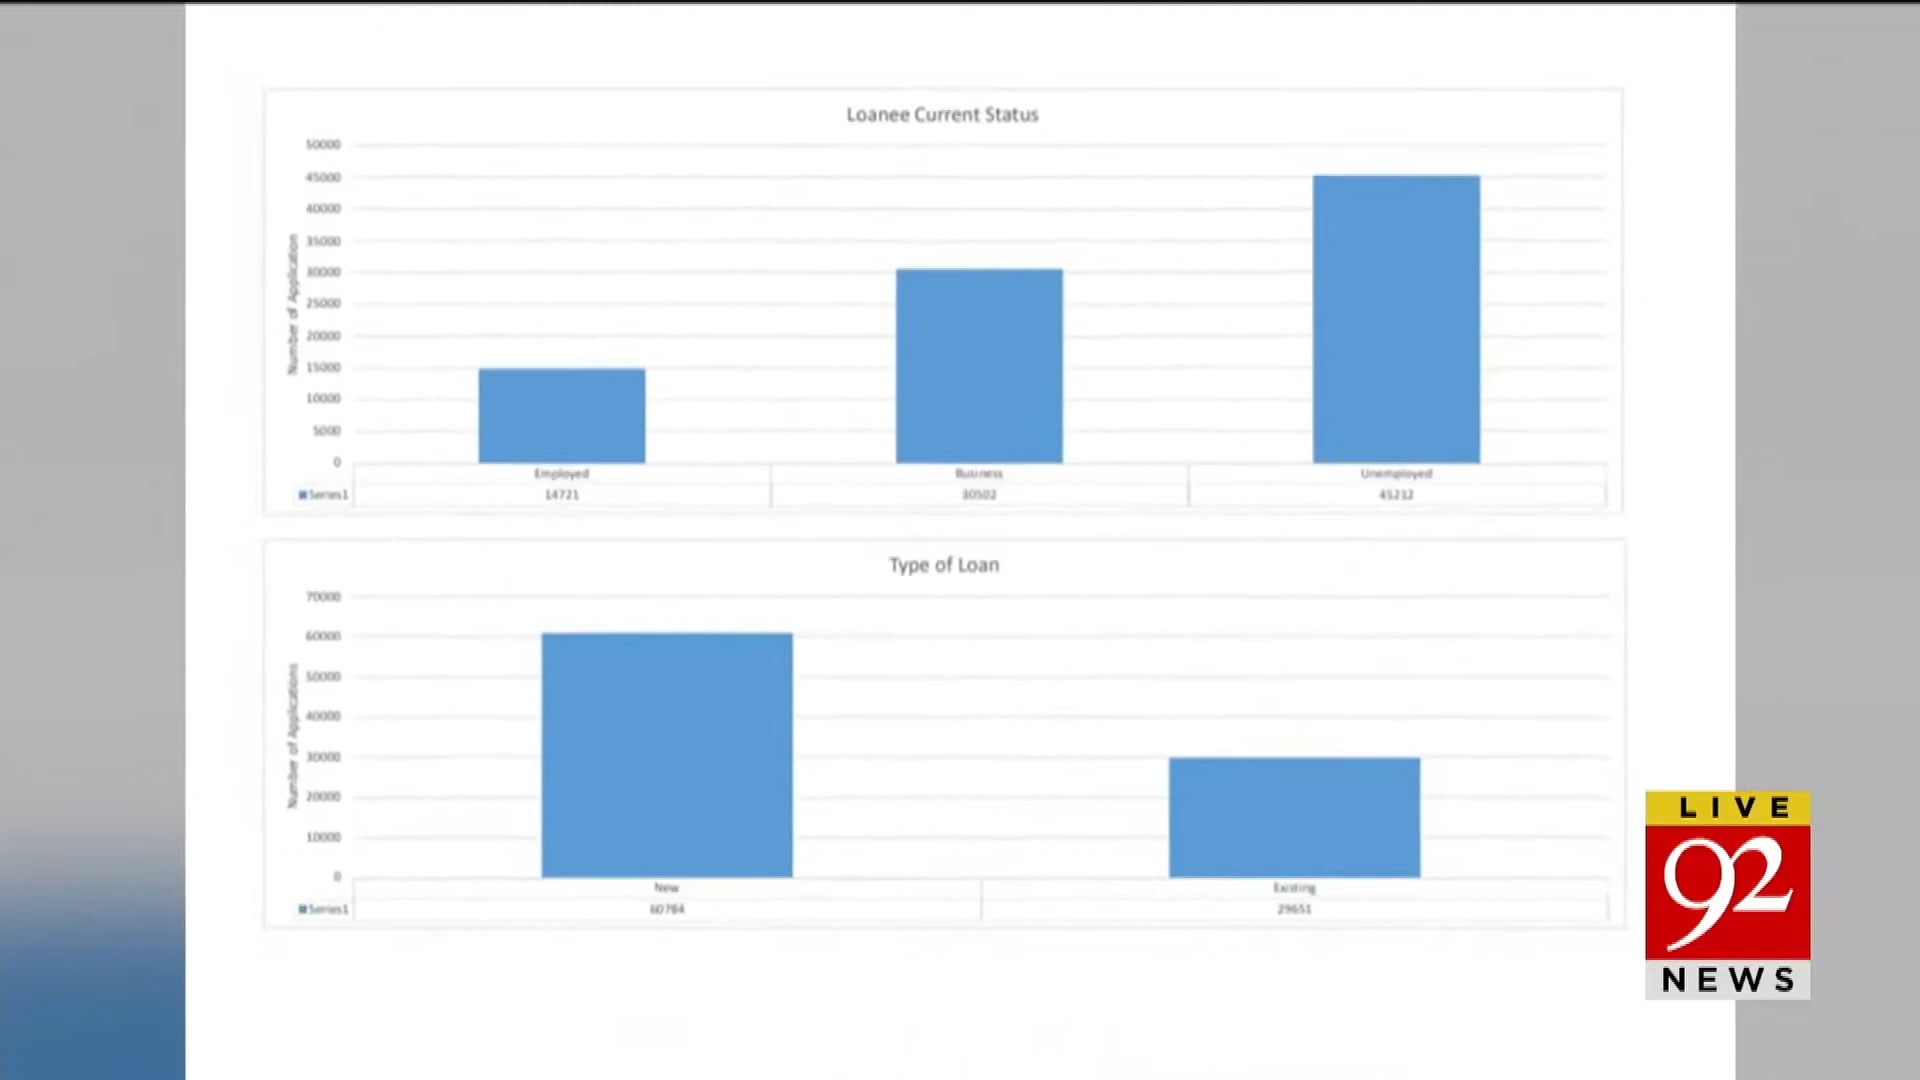 Loanee Current Status
50000
45000
40000
35000
30000
25000
20000
15000
10000
5000
0
Number of Application
Employed Business Unemployed
Series1 14721 30502 45212
Type of Loan
70000
60000
50000
40000
30000
20000
10000
0
Number of Applications
New Existing
Series1 60784 29651
LIVE
92
NEWS